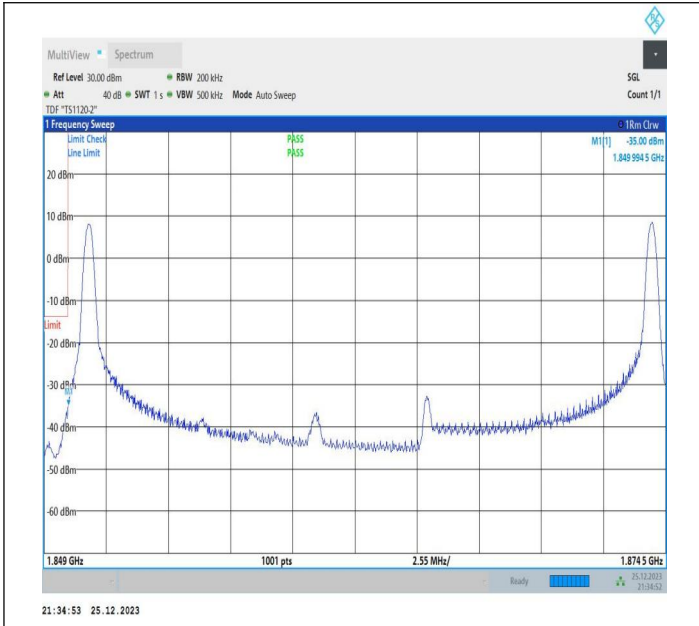 R&S
MultiView Spectrum
Ref Level 30.00 dBm RBW 200 kHz SGL
Att 40 dB SWT 1 s VBW 500 kHz Mode Auto Sweep Count 1/1
TDF "TS1120-2"
1 Frequency Sweep 1Rm Clrw
Limit Check PASS M1[1] -35.00 dBm
Line Limit PASS 1.849 994 5 GHz
20 dBm
10 dBm
0 dBm
-10 dBm
Limit
-20 dBm
-30 dBm
M1
-40 dBm
-50 dBm
-60 dBm
1.849 GHz 1001 pts 2.55 MHz/ 1.874 5 GHz
Ready 25.12.2023
21:34:52
21:34:53 25.12.2023